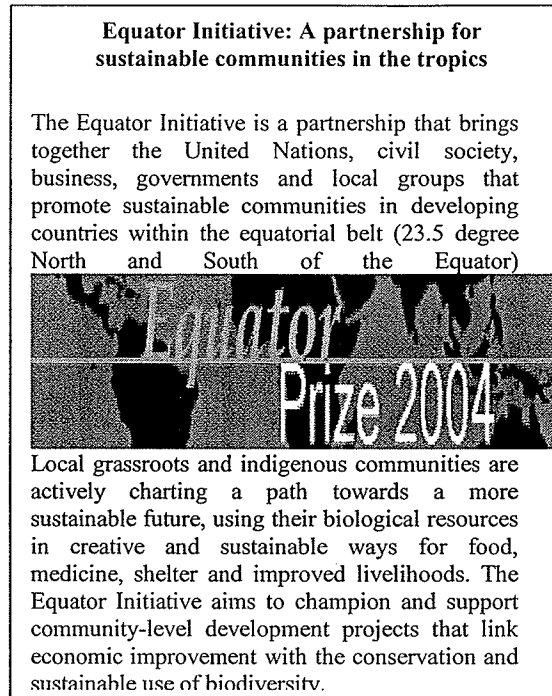 Equator Initiative: A partnership for
sustainable communities in the tropics
The Equator Initiative is a partnership that brings
together the United Nations, civil society,
business, governments and local groups that
promote sustainable communities in developing
countries within the equatorial belt (23.5 degree
North and South of the Equator)
Equator
Prize 2004
Local grassroots and indigenous communities are
actively charting a path towards a more
sustainable future, using their biological resources
in creative and sustainable ways for food,
medicine, shelter and improved livelihoods. The
Equator Initiative aims to champion and support
community-level development projects that link
economic improvement with the conservation and
sustainable use of biodiversity.